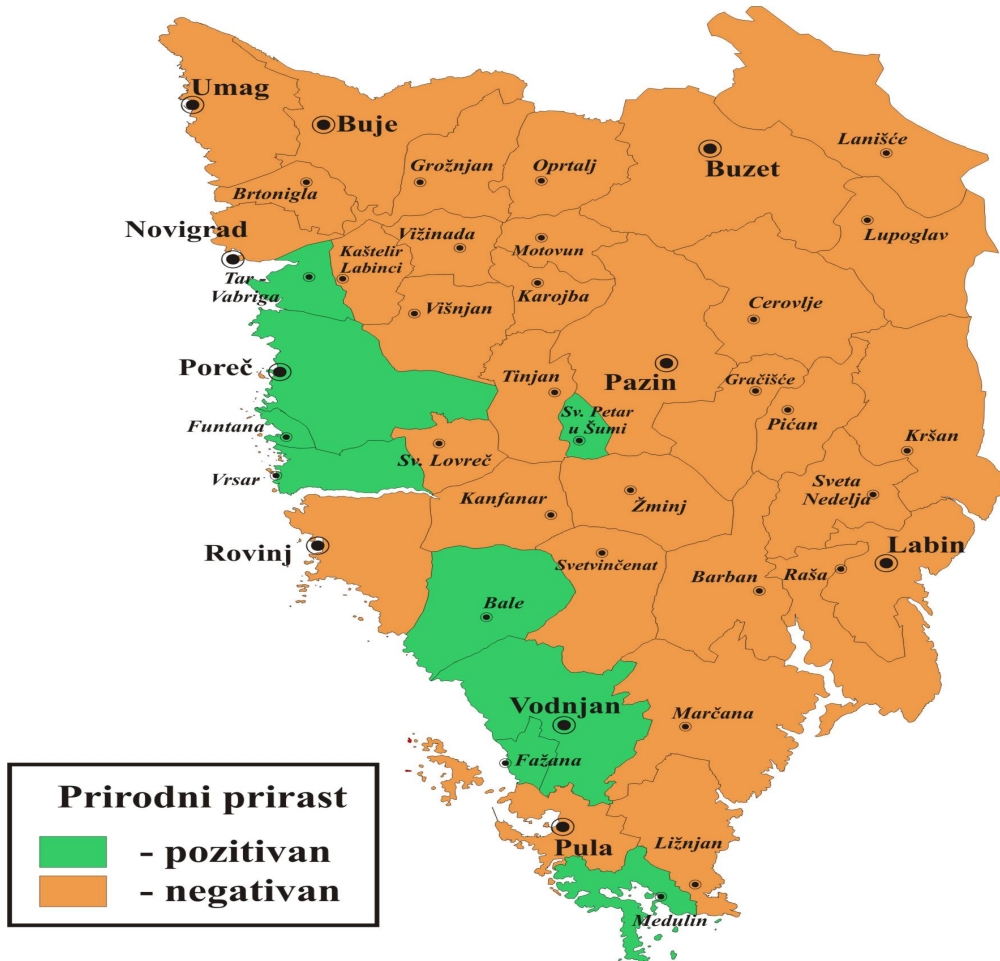 Umag
Buje
Lanišće
Grožnjan
Oprtalj
Buzet
Brtonigla
Novigrad
Vižinada
Motovun
Lupoglav
Kaštelir
Labinci
Tar -
Vabriga
Karojba
Cerovlje
Višnjan
Poreč
Tinjan
Pazin
Gračišće
Sv. Petar
u Šumi
Pićan
Funtana
Sv. Lovreč
Kršan
Vrsar
Kanfanar
Žminj
Sveta
Nedelja
Rovinj
Svetvinčenat
Barban
Raša
Labin
Bale
Vodnjan
Marčana
Fažana
Pula
Ližnjan
Medulin
Prirodni prirast
- pozitivan
- negativan